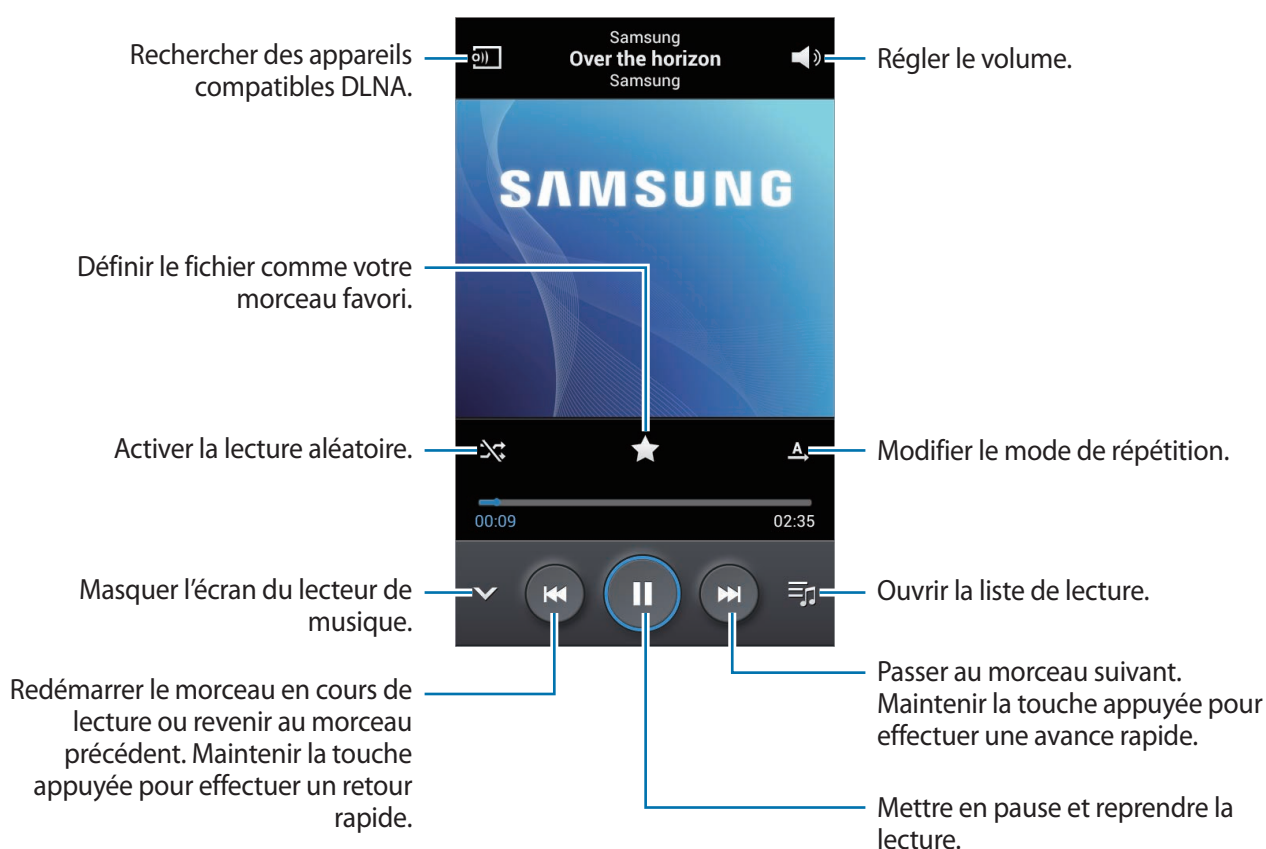 Rechercher des appareils
compatibles DLNA.
Samsung
Over the horizon
Samsung
Régler le volume.
SAMSUNG
Définir le fichier comme votre
morceau favori.
Activer la lecture aléatoire.
A
Modifier le mode de répétition.
00:09
02:35
Masquer l’écran du lecteur de
musique.
Ouvrir la liste de lecture.
Redémarrer le morceau en cours de
lecture ou revenir au morceau
précédent. Maintenir la touche
appuyée pour effectuer un retour
rapide.
Passer au morceau suivant.
Maintenir la touche appuyée pour
effectuer une avance rapide.
Mettre en pause et reprendre la
lecture.